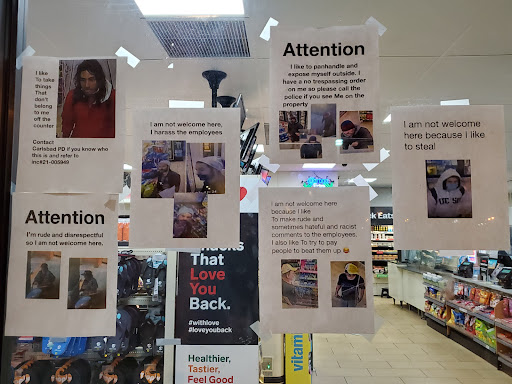 I like
To take
things
That
don't
belong
to me
off the
counter
Contact
Carlsbad PD if you know who
this is and refer to
inc#21-005949
I am not welcome here,
I harass the employees
Attention
I like to panhandle and
expose myself outside. I
have a no trespassing order
on me so please call the
police if you see Me on the
property
I am not welcome
here because I like
to steal
UC SD
Attention
I'm rude and disrespectful
so I am not welcome here.
I am not welcome here
because I like
To make rude and
sometimes hateful and racist
comments to the employees.
I also like To try to pay
people to beat them up 😀
Snacks
That
Love
You
Back.
#withlove
#loveyouback
Healthier,
Tastier,
Feel Good
vitam
Eats